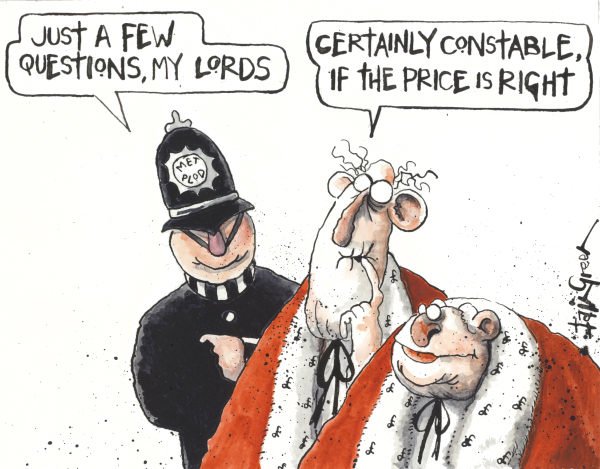 JUST A FEW
QUESTIONS, MY LORDS
CERTAINLY CONSTABLE,
IF THE PRICE IS RIGHT
MET
PLOD